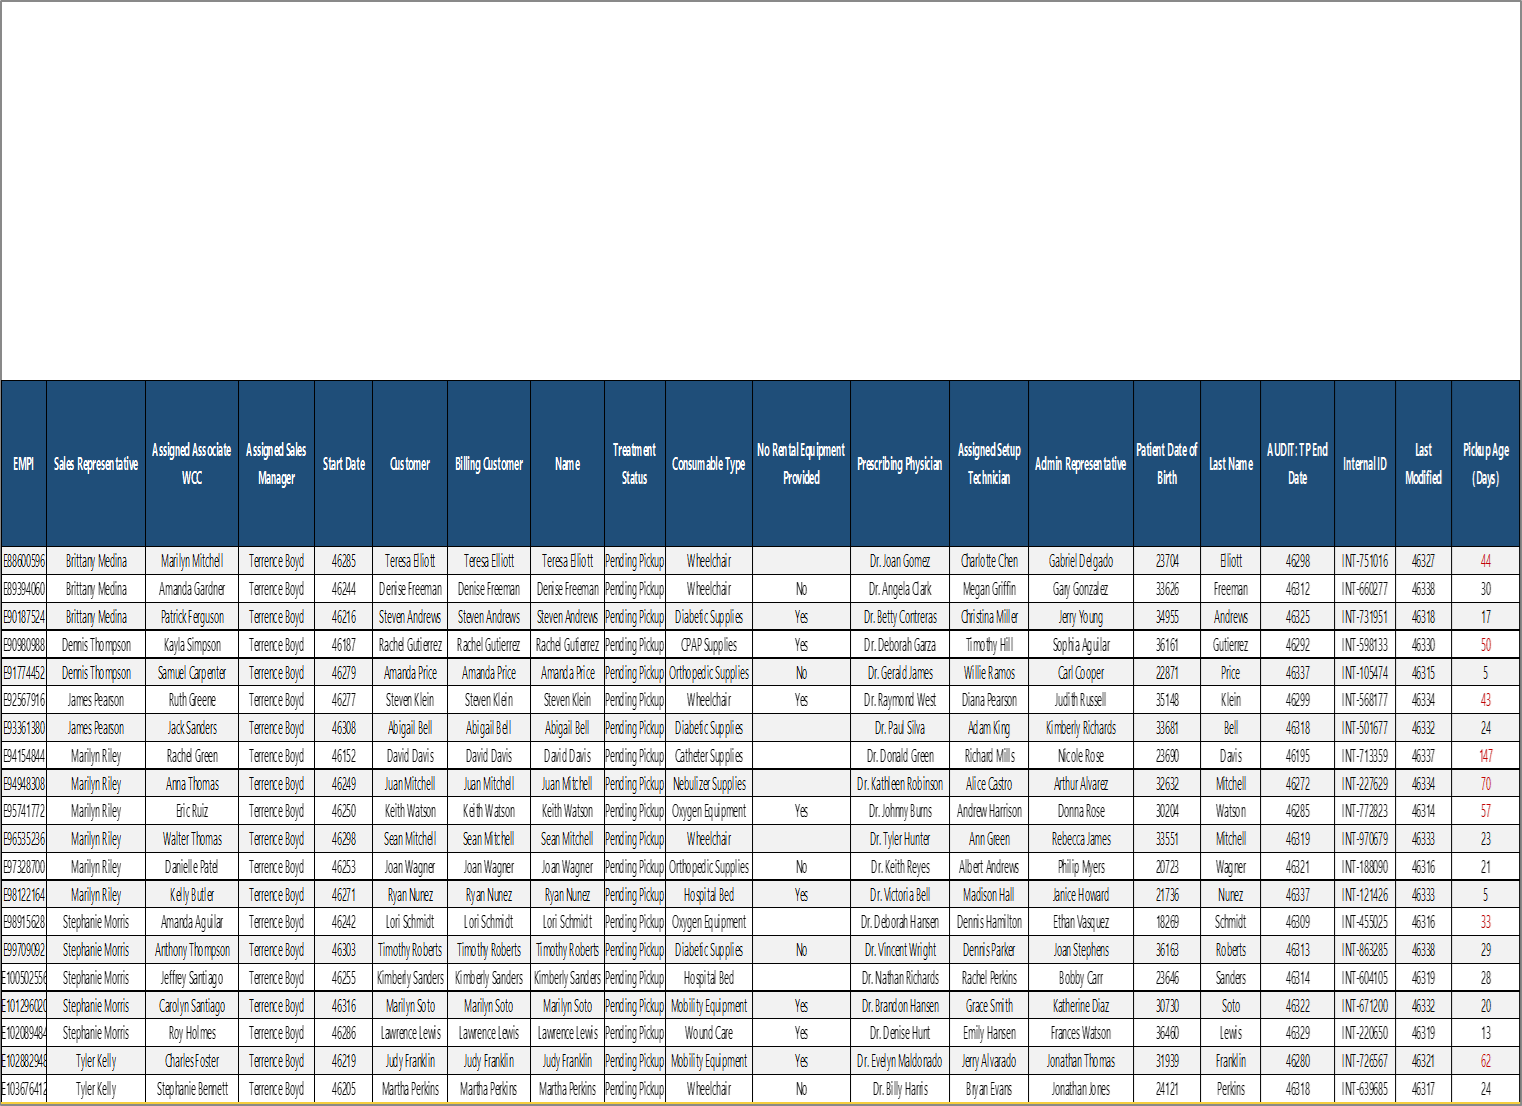 EMPI Sales Representative Assigned Associate WCC Assigned Sales Manager Start Date Customer Billing Customer Name Treatment Status Consumable Type No Rental Equipment Provided Prescribing Physician Assigned Setup Technician Admin Representative Patient Date of Birth Last Name AUDIT: TP End Date Internal ID Last Modified Pickup Age (Days)
E88600596 Brittany Medina Marilyn Mitchell Terrence Boyd 46285 Teresa Elliott Teresa Elliott Teresa Elliott Pending Pickup Wheelchair Dr. Joan Gomez Charlotte Chen Gabriel Delgado 23704 Elliott 46298 INT-751016 46327 44
E89394060 Brittany Medina Amanda Gardner Terrence Boyd 46244 Denise Freeman Denise Freeman Denise Freeman Pending Pickup Wheelchair No Dr. Angela Clark Megan Griffin Gary Gonzalez 33626 Freeman 46312 INT-660277 46338 30
E90187524 Brittany Medina Patrick Ferguson Terrence Boyd 46216 Steven Andrews Steven Andrews Steven Andrews Pending Pickup Diabetic Supplies Yes Dr. Betty Contreras Christina Miller Jerry Young 34955 Andrews 46325 INT-731951 46318 17
E90980988 Dennis Thompson Kayla Simpson Terrence Boyd 46187 Rachel Gutierrez Rachel Gutierrez Rachel Gutierrez Pending Pickup CPAP Supplies Yes Dr. Deborah Garza Timothy Hill Sophia Aguilar 36161 Gutierrez 46292 INT-598133 46330 50
E91774452 Dennis Thompson Samuel Carpenter Terrence Boyd 46279 Amanda Price Amanda Price Amanda Price Pending Pickup Orthopedic Supplies No Dr. Gerald James Willie Ramos Carl Cooper 22871 Price 46337 INT-105474 46315 5
E92567916 James Pearson Ruth Greene Terrence Boyd 46277 Steven Klein Steven Klein Steven Klein Pending Pickup Wheelchair Yes Dr. Raymond West Diana Pearson Judith Russell 35148 Klein 46299 INT-568177 46334 43
E93361380 James Pearson Jack Sanders Terrence Boyd 46308 Abigail Bell Abigail Bell Abigail Bell Pending Pickup Diabetic Supplies Dr. Paul Silva Adam King Kimberly Richards 33681 Bell 46318 INT-501677 46332 24
E94154844 Marilyn Riley Rachel Green Terrence Boyd 46152 David Davis David Davis David Davis Pending Pickup Catheter Supplies Dr. Donald Green Richard Mills Nicole Rose 23690 Davis 46195 INT-713359 46337 147
E94948308 Marilyn Riley Anna Thomas Terrence Boyd 46249 Juan Mitchell Juan Mitchell Juan Mitchell Pending Pickup Nebulizer Supplies Dr. Kathleen Robinson Alice Castro Arthur Alvarez 32632 Mitchell 46272 INT-227629 46334 70
E95741772 Marilyn Riley Eric Ruiz Terrence Boyd 46250 Keith Watson Keith Watson Keith Watson Pending Pickup Oxygen Equipment Yes Dr. Johnny Burns Andrew Harrison Donna Rose 30204 Watson 46285 INT-772823 46314 57
E96535236 Marilyn Riley Walter Thomas Terrence Boyd 46298 Sean Mitchell Sean Mitchell Sean Mitchell Pending Pickup Wheelchair Dr. Tyler Hunter Ann Green Rebecca James 33551 Mitchell 46319 INT-970679 46333 23
E97328700 Marilyn Riley Danielle Patel Terrence Boyd 46253 Joan Wagner Joan Wagner Joan Wagner Pending Pickup Orthopedic Supplies No Dr. Keith Reyes Albert Andrews Philip Myers 20723 Wagner 46321 INT-188090 46316 21
E98122164 Marilyn Riley Kelly Butler Terrence Boyd 46271 Ryan Nunez Ryan Nunez Ryan Nunez Pending Pickup Hospital Bed Yes Dr. Victoria Bell Madison Hall Janice Howard 21736 Nunez 46337 INT-121426 46333 5
E98915628 Stephanie Morris Amanda Aguilar Terrence Boyd 46242 Lori Schmidt Lori Schmidt Lori Schmidt Pending Pickup Oxygen Equipment Dr. Deborah Hansen Dennis Hamilton Ethan Vasquez 18269 Schmidt 46309 INT-455025 46316 33
E99709092 Stephanie Morris Anthony Thompson Terrence Boyd 46303 Timothy Roberts Timothy Roberts Timothy Roberts Pending Pickup Diabetic Supplies No Dr. Vincent Wright Dennis Parker Joan Stephens 36163 Roberts 46313 INT-863285 46338 29
E100502556 Stephanie Morris Jeffrey Santiago Terrence Boyd 46255 Kimberly Sanders Kimberly Sanders Kimberly Sanders Pending Pickup Hospital Bed Dr. Nathan Richards Rachel Perkins Bobby Carr 23646 Sanders 46314 INT-604105 46319 28
E101296020 Stephanie Morris Carolyn Santiago Terrence Boyd 46316 Marilyn Soto Marilyn Soto Marilyn Soto Pending Pickup Mobility Equipment Yes Dr. Brandon Hansen Grace Smith Katherine Diaz 30730 Soto 46322 INT-671200 46332 20
E102089484 Stephanie Morris Roy Holmes Terrence Boyd 46286 Lawrence Lewis Lawrence Lewis Lawrence Lewis Pending Pickup Wound Care Yes Dr. Denise Hunt Emily Hansen Frances Watson 36460 Lewis 46329 INT-220650 46319 13
E102882948 Tyler Kelly Charles Foster Terrence Boyd 46219 Judy Franklin Judy Franklin Judy Franklin Pending Pickup Mobility Equipment Yes Dr. Evelyn Maldonado Jerry Alvarado Jonathan Thomas 31939 Franklin 46280 INT-726567 46321 62
E103676412 Tyler Kelly Stephanie Bennett Terrence Boyd 46205 Martha Perkins Martha Perkins Martha Perkins Pending Pickup Wheelchair No Dr. Billy Harris Bryan Evans Jonathan Jones 24121 Perkins 46318 INT-639685 46317 24